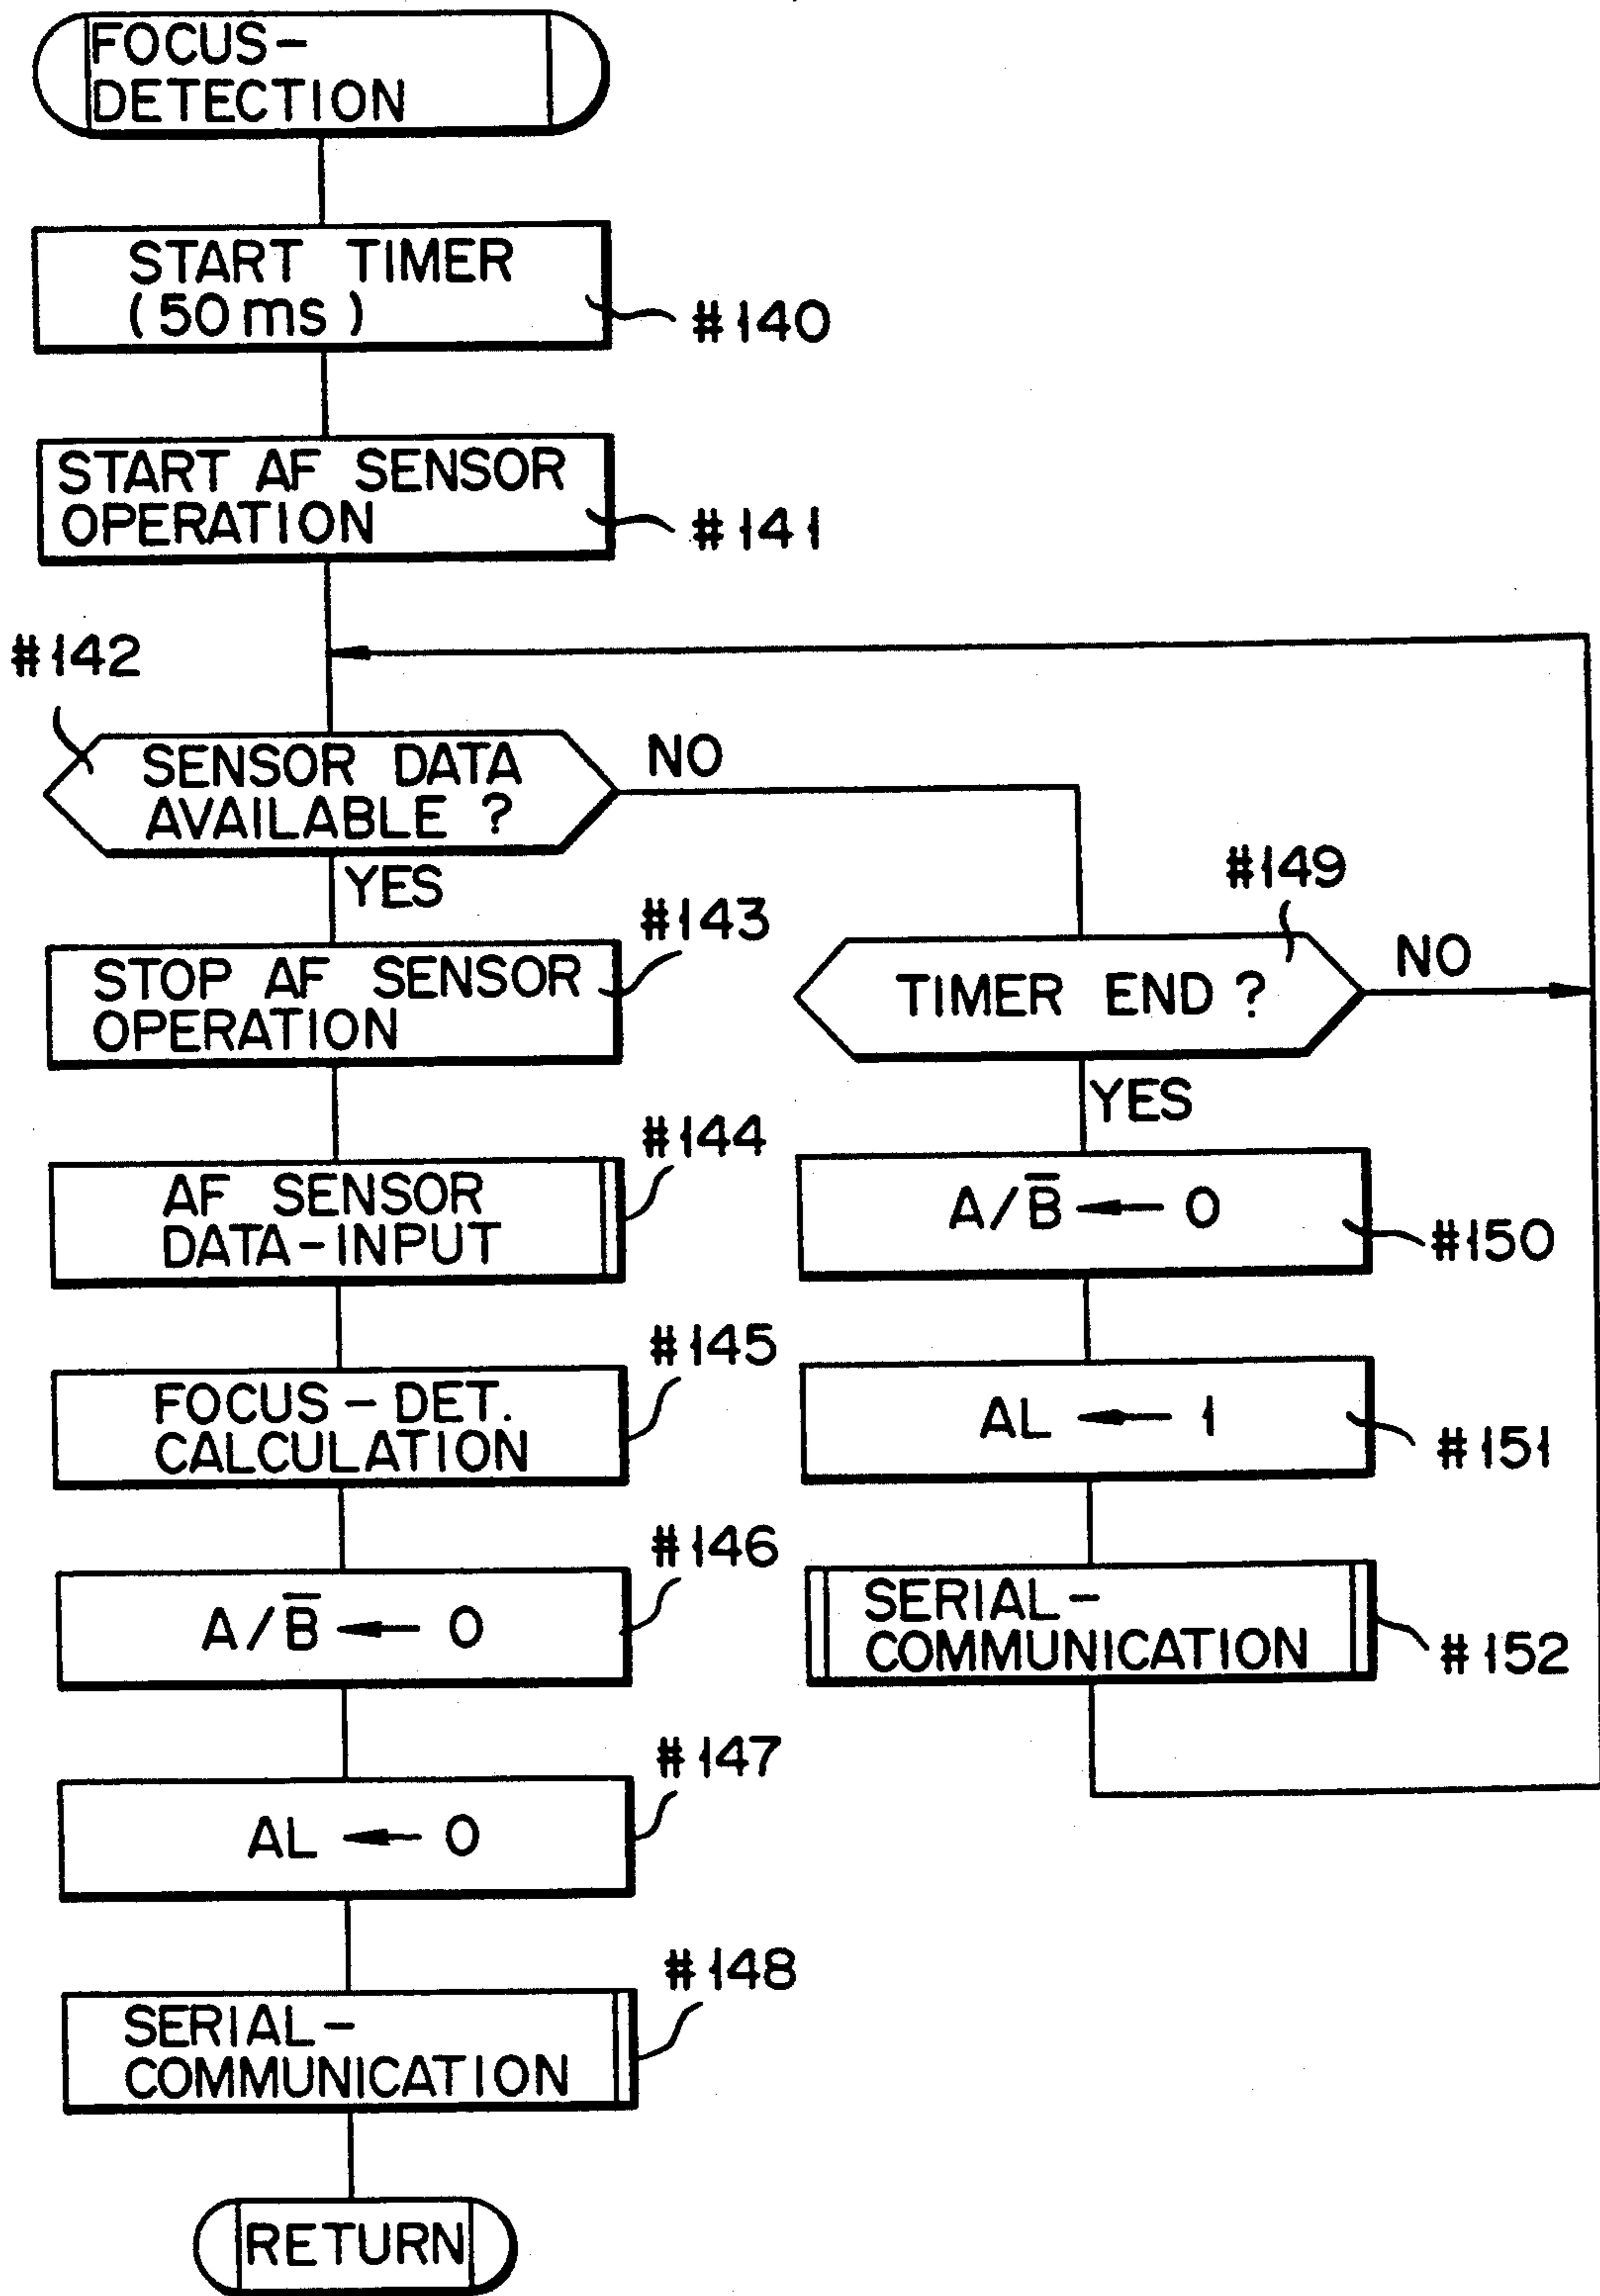 FOCUS-
DETECTION
START TIMER
(50ms)
#140
START AF SENSOR
OPERATION
#141
#142
SENSOR DATA
AVAILABLE ?
NO
YES
#143
STOP AF SENSOR
OPERATION
#144
AF SENSOR
DATA-INPUT
#145
FOCUS-DET.
CALCULATION
#146
A/B̅ ← 0
#147
AL ← 0
#148
SERIAL-
COMMUNICATION
RETURN
#149
TIMER END ?
NO
YES
A/B̅ ← 0
#150
AL ← 1
#151
SERIAL-
COMMUNICATION
#152